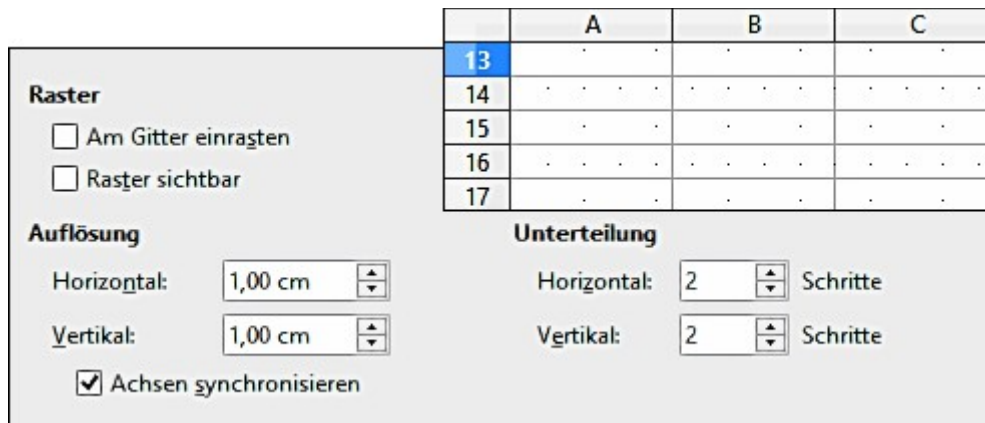 A B C
13
Raster
14
Am Gitter einrasten
15
Raster sichtbar
16
17
Auflösung Unterteilung
Horizontal: 1,00 cm Horizontal: 2 Schritte
Vertikal: 1,00 cm Vertikal: 2 Schritte
Achsen synchronisieren